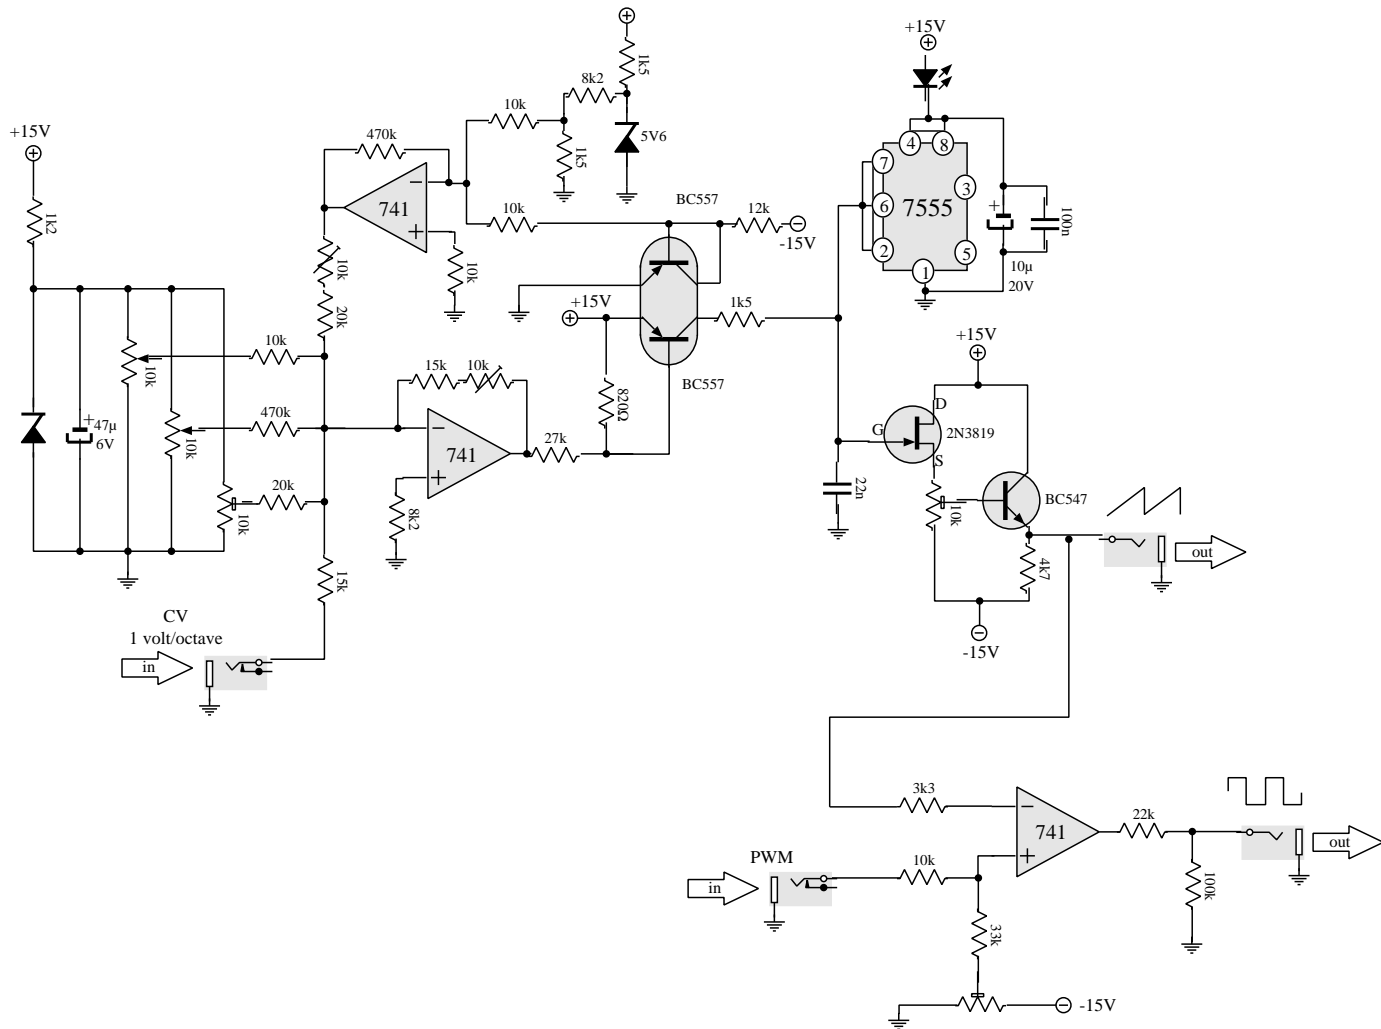 +15V
1k2
47µ
6V
+
10k
10k
10k
10k
470k
20k
15k
CV
1 volt/octave
in
470k
741
−
+
10k
20k
10k
10k
8k2
1k5
1k5
5V6
10k
BC557
12k
-15V
+15V
BC557
1k5
820Ω
15k
10k
741
−
+
27k
8k2
+15V
4
8
7
6
2
3
5
1
7555
+
10µ
20V
100n
+15V
D
G
S
2N3819
22n
10k
BC547
4k7
-15V
out
3k3
741
−
+
22k
100k
out
PWM
in
10k
33k
-15V